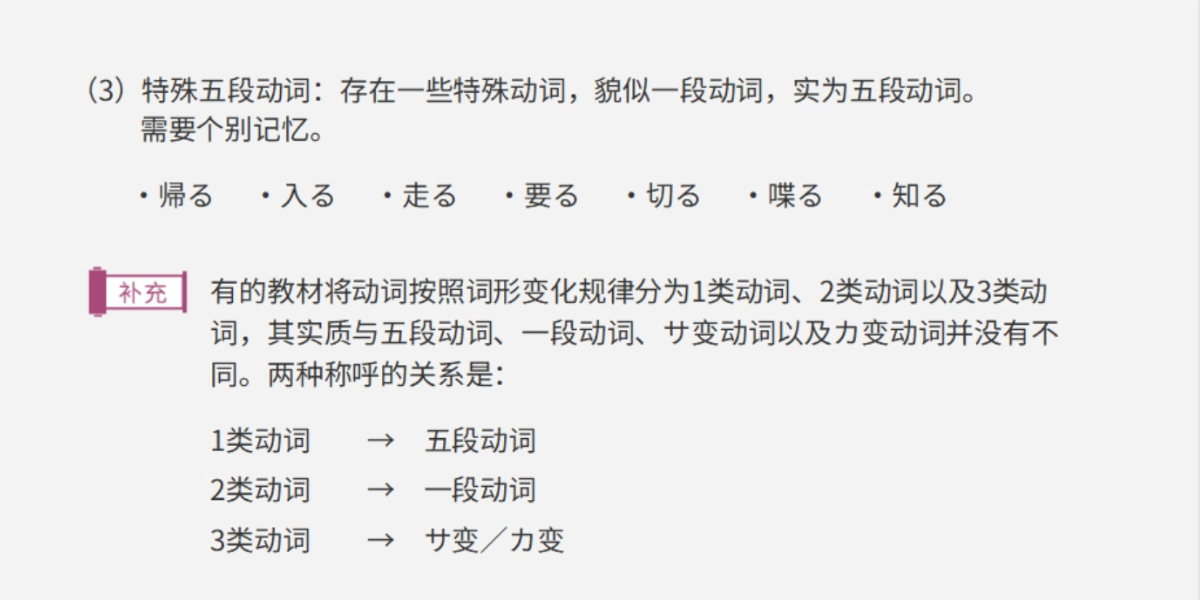 （3）特殊五段动词：存在一些特殊动词，貌似一段动词，实为五段动词。
需要个别记忆。
・帰る ・入る ・走る ・要る ・切る ・喋る ・知る
补充
有的教材将动词按照词形变化规律分为1类动词、2类动词以及3类动
词，其实质与五段动词、一段动词、サ变动词以及カ变动词并没有不
同。两种称呼的关系是：
1类动词 → 五段动词
2类动词 → 一段动词
3类动词 → サ变／カ变